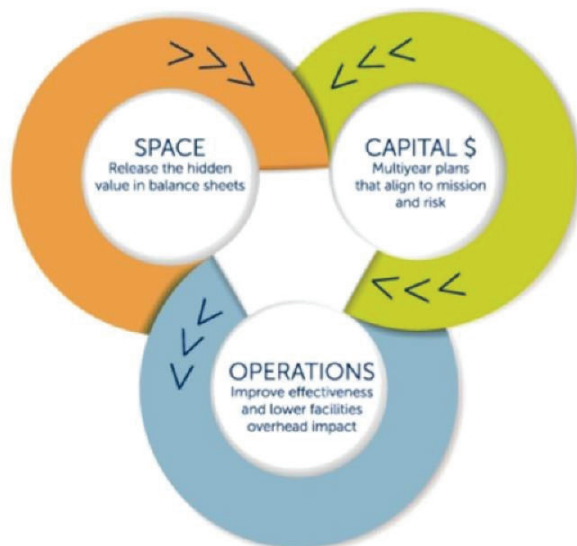 SPACE
Release the hidden
value in balance sheets
CAPITAL $
Multiyear plans
that align to mission
and risk
OPERATIONS
Improve effectiveness
and lower facilities
overhead impact